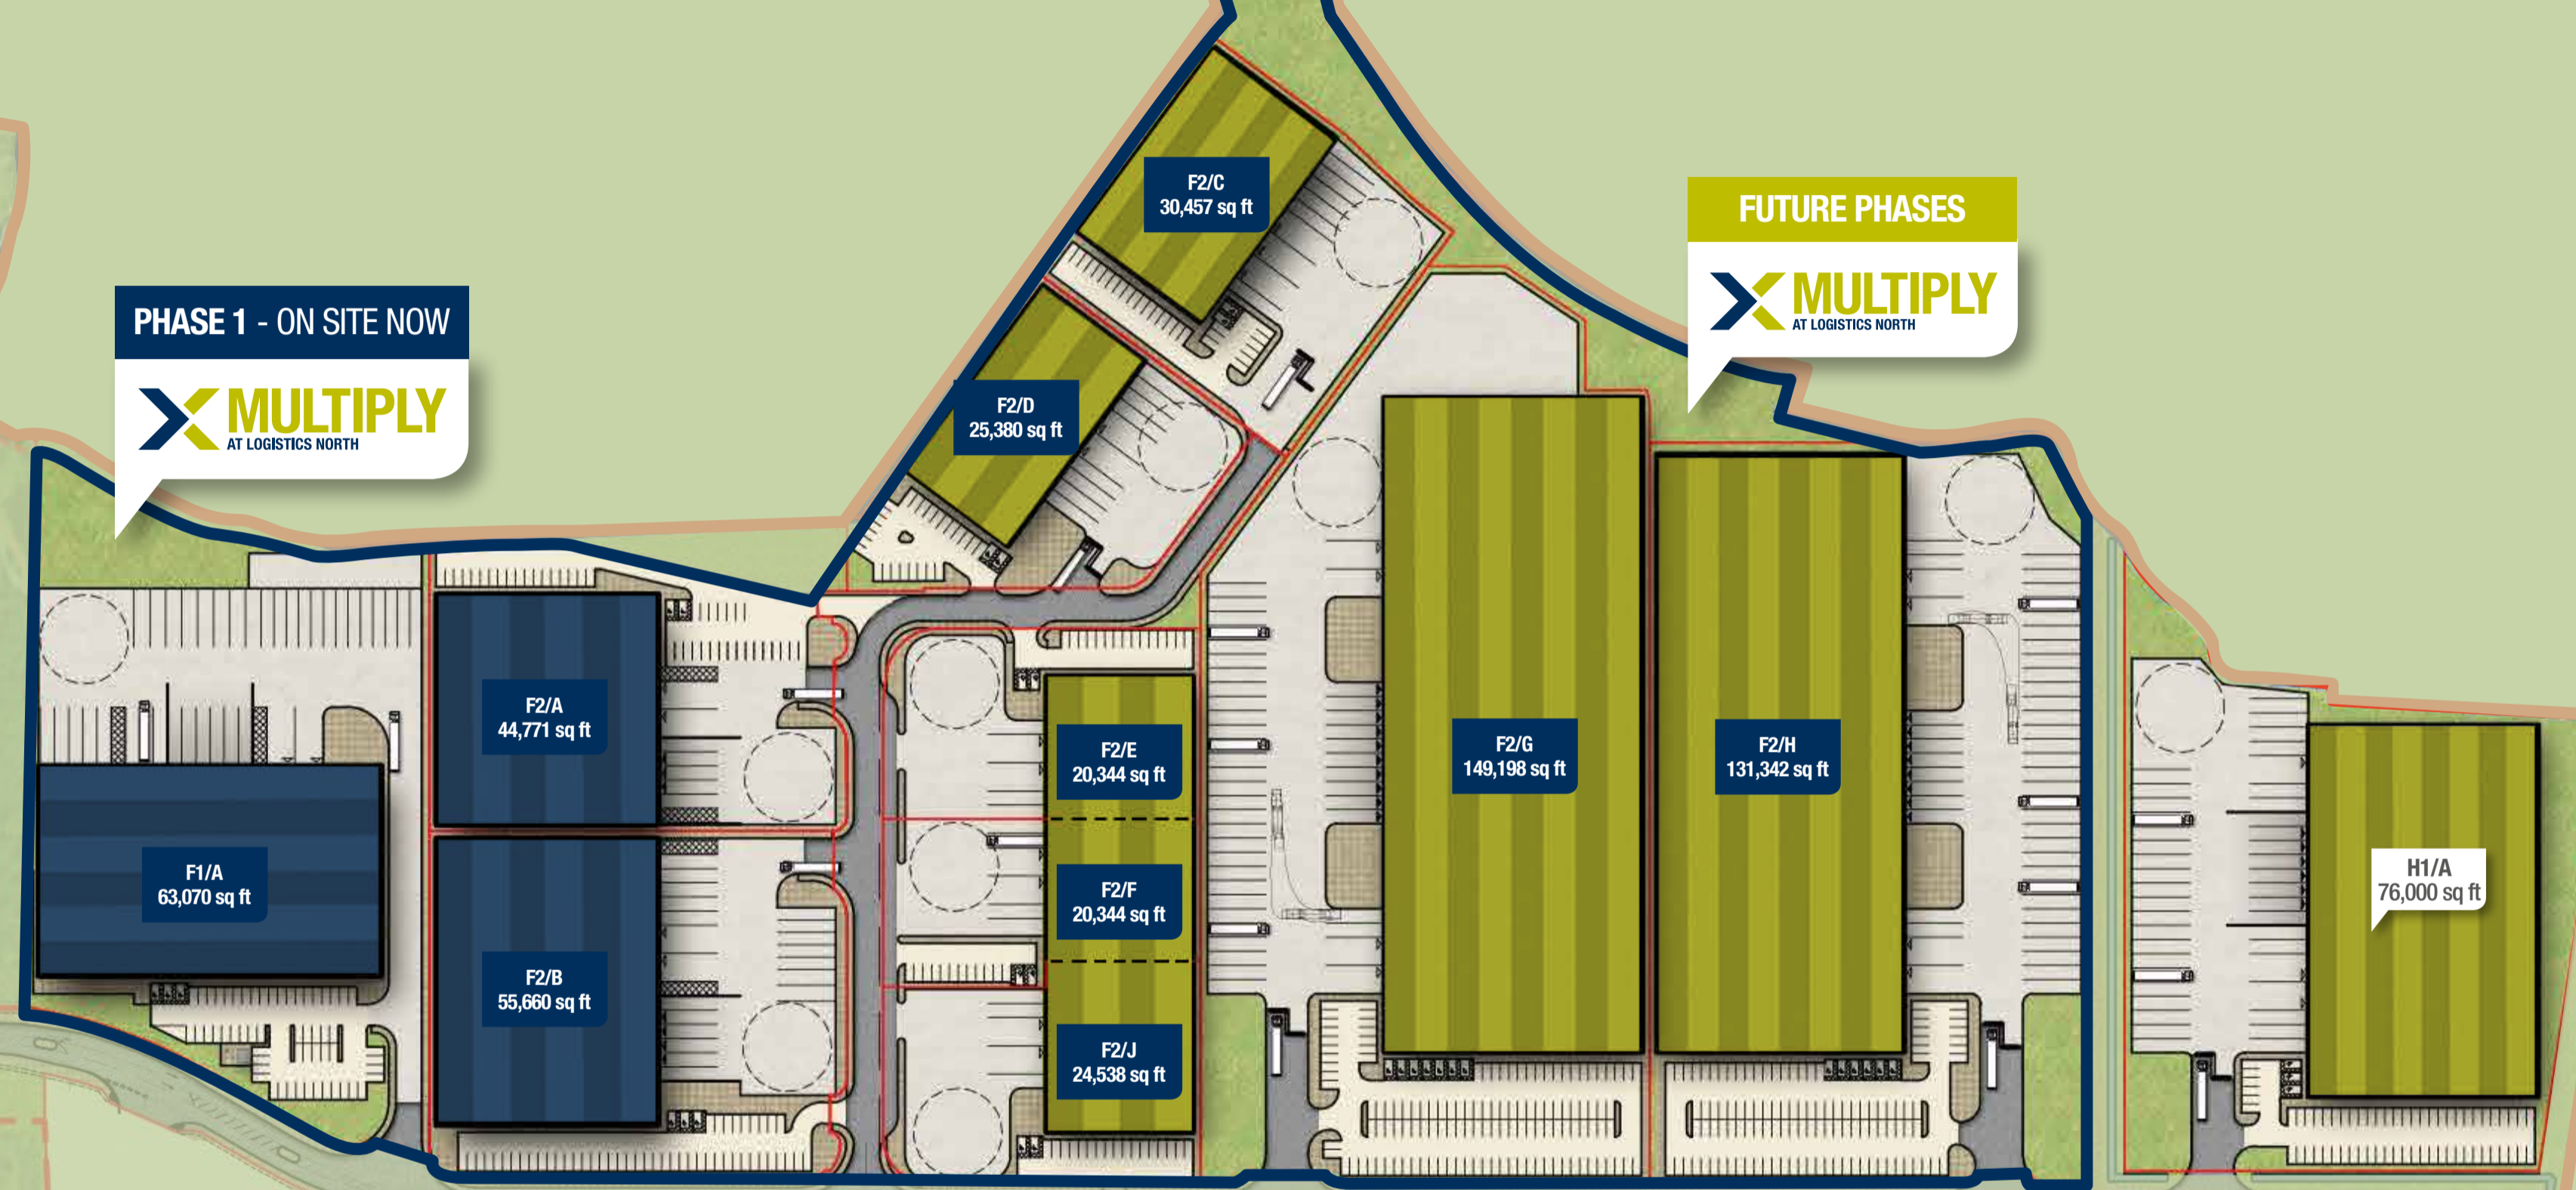 PHASE 1 - ON SITE NOW
MULTIPLY
AT LOGISTICS NORTH
FUTURE PHASES
MULTIPLY
AT LOGISTICS NORTH
F2/C
30,457 sq ft
F2/D
25,380 sq ft
F2/A
44,771 sq ft
F2/E
20,344 sq ft
F2/G
149,198 sq ft
F2/H
131,342 sq ft
F1/A
63,070 sq ft
F2/F
20,344 sq ft
H1/A
76,000 sq ft
F2/B
55,660 sq ft
F2/J
24,538 sq ft